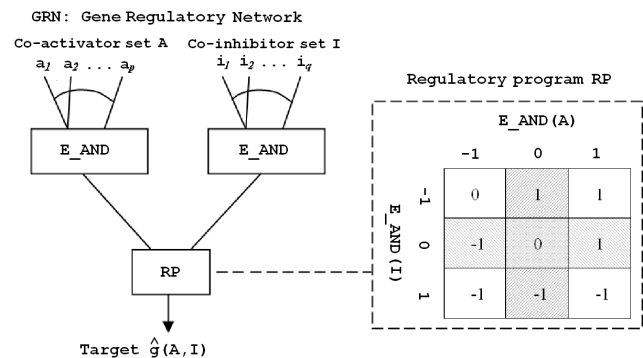 GRN: Gene Regulatory Network
Co-activator set A
Co-inhibitor set I
a1 a2 ... ap
i1 i2 ... iq
E_AND
E_AND
RP
Target ĝ(A,I)
Regulatory program RP
E_AND(A)
-1 0 1
E_AND(I)
-1 0 1 1
0 -1 0 1
1 -1 -1 -1